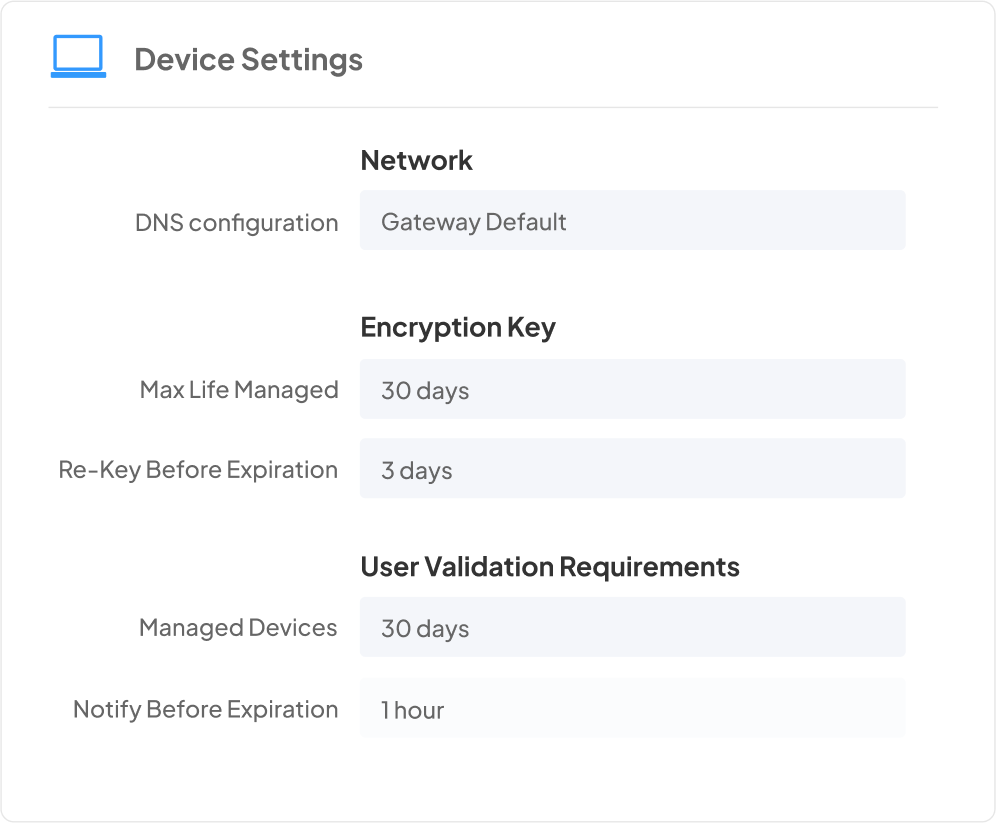 Device Settings
Network
DNS configuration
Gateway Default
Encryption Key
Max Life Managed
30 days
Re-Key Before Expiration
3 days
User Validation Requirements
Managed Devices
30 days
Notify Before Expiration
1 hour